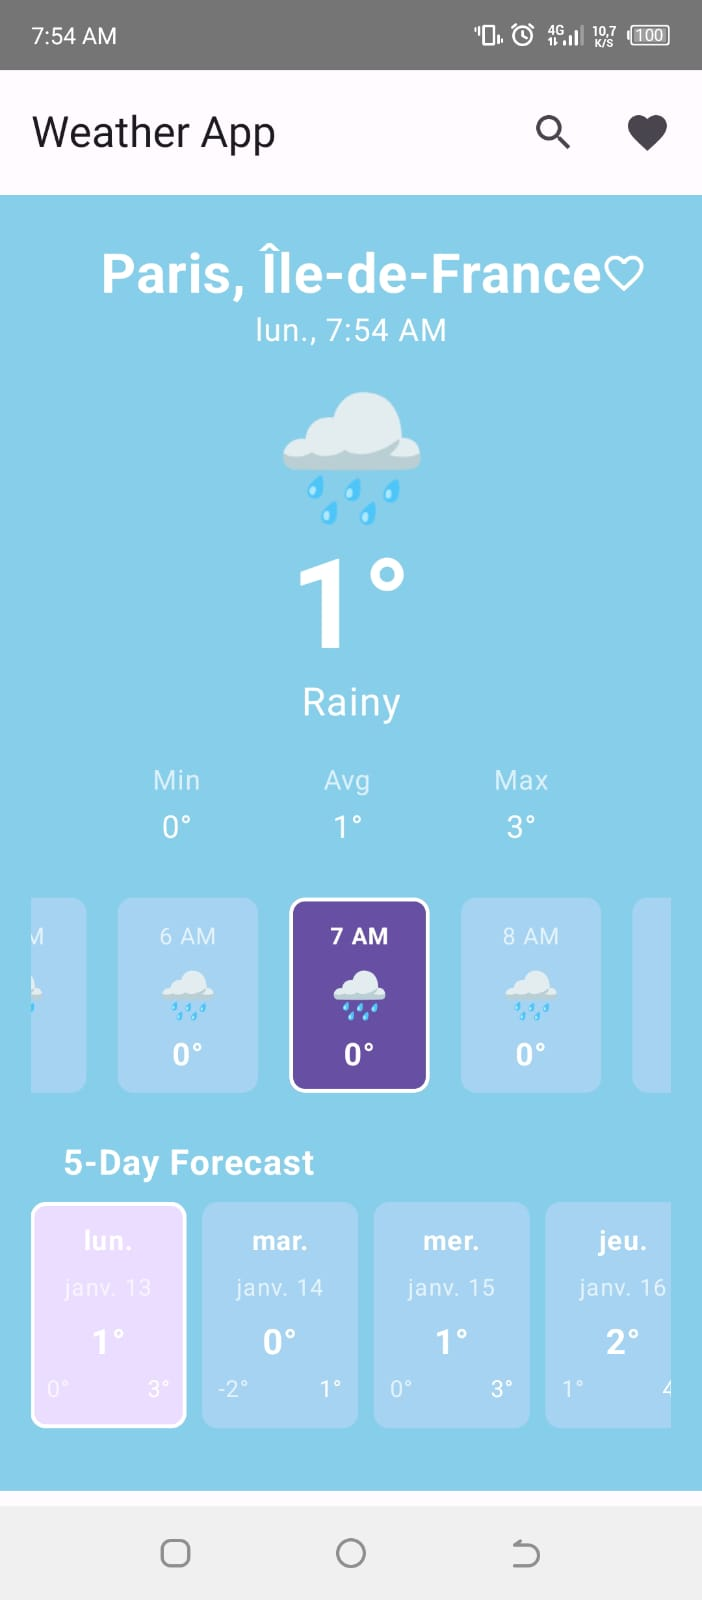 7:54 AM 4G 10,7 K/S 100
Weather App
Paris, Île-de-France
lun., 7:54 AM
1°
Rainy
Min Avg Max
0° 1° 3°
M 6 AM 7 AM 8 AM
0° 0° 0°
5-Day Forecast
lun. mar. mer. jeu.
janv. 13 janv. 14 janv. 15 janv. 16
1° 0° 1° 2°
0° 3° -2° 1° 0° 3° 1° 4